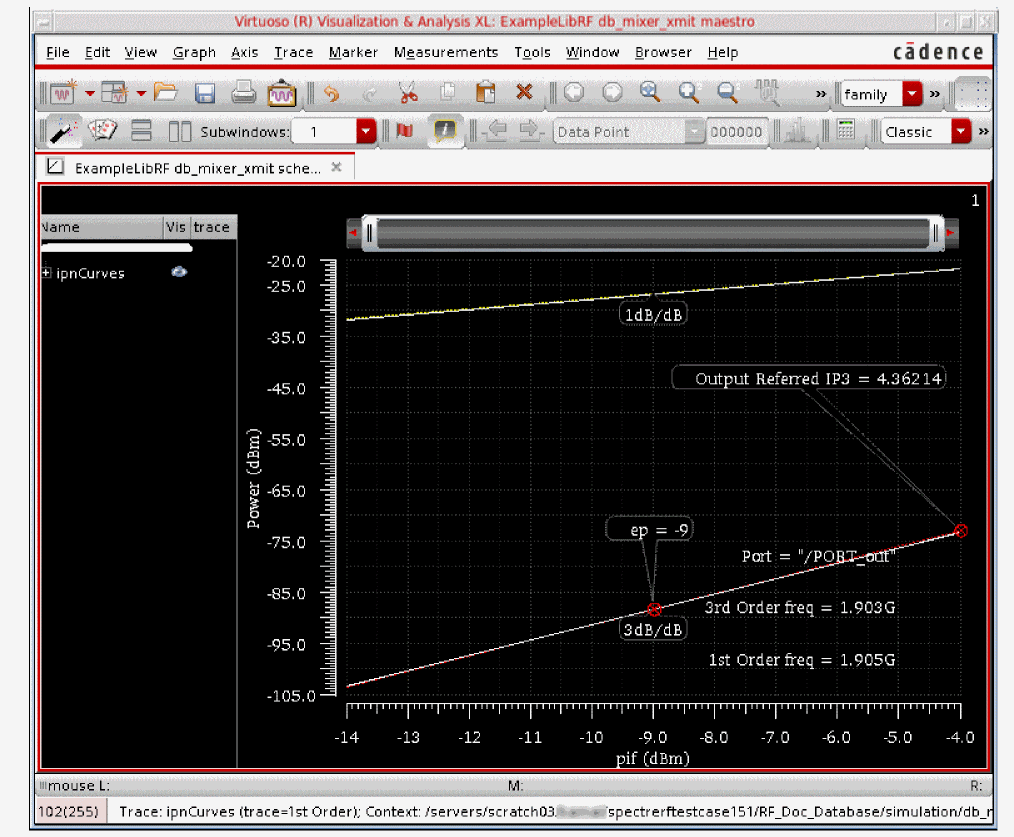 Virtuoso (R) Visualization & Analysis XL: ExampleLibRF db_mixer_xmit maestro
File Edit View Graph Axis Trace Marker Measurements Tools Window Browser Help cādence
» family »
Subwindows: 1 Data Point 000000 Classic »
ExampleLibRF db_mixer_xmit sche...
1
Name Vis trace
ipnCurves
-20.0
-25.0
-35.0
-45.0
-55.0
-65.0
-75.0
-85.0
-95.0
-105.0
Power (dBm)
1dB/dB
Output Referred IP3 = 4.36214
ep = -9
Port = "/PORT_out"
3rd Order freq = 1.903G
3dB/dB
1st Order freq = 1.905G
-14 -13 -12 -11 -10 -9.0 -8.0 -7.0 -6.0 -5.0 -4.0
pif (dBm)
mouse L: M: R:
102(255) Trace: ipnCurves (trace=1st Order); Context: /servers/scratch03 spectrerftestcase151/RF_Doc_Database/simulation/db_r